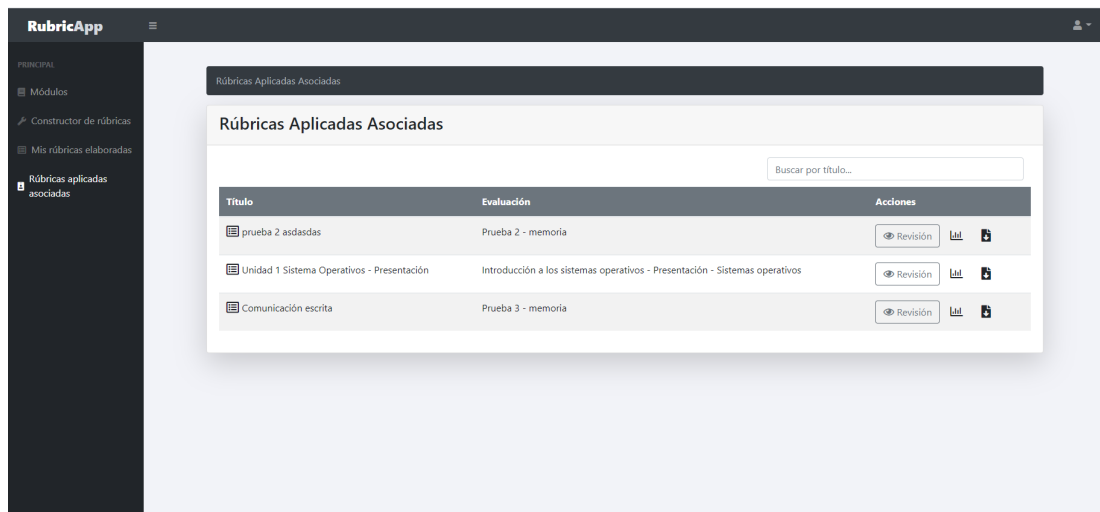 RubricApp
PRINCIPAL
Módulos
Constructor de rúbricas
Mis rúbricas elaboradas
Rúbricas aplicadas
asociadas
Rúbricas Aplicadas Asociadas
Rúbricas Aplicadas Asociadas
Buscar por título...
Título Evaluación Acciones
prueba 2 asdasdas Prueba 2 - memoria Revisión
Unidad 1 Sistema Operativos - Presentación Introducción a los sistemas operativos - Presentación - Sistemas operativos Revisión
Comunicación escrita Prueba 3 - memoria Revisión